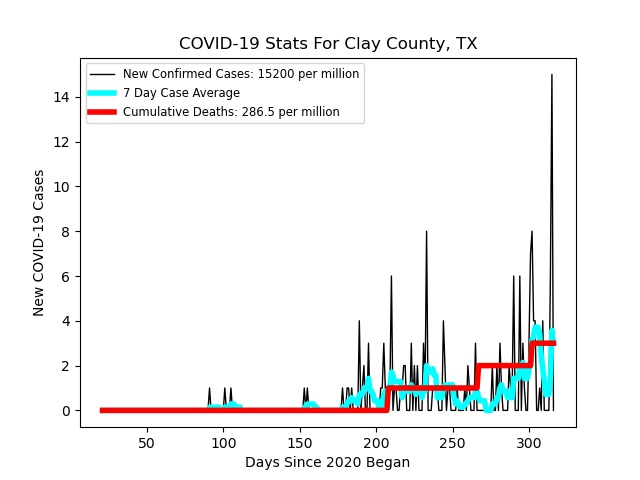 COVID-19 Stats For Clay County, TX
New Confirmed Cases: 15200 per million
7 Day Case Average
Cumulative Deaths: 286.5 per million
New COVID-19 Cases
14
12
10
8
6
4
2
0
50 100 150 200 250 300
Days Since 2020 Began